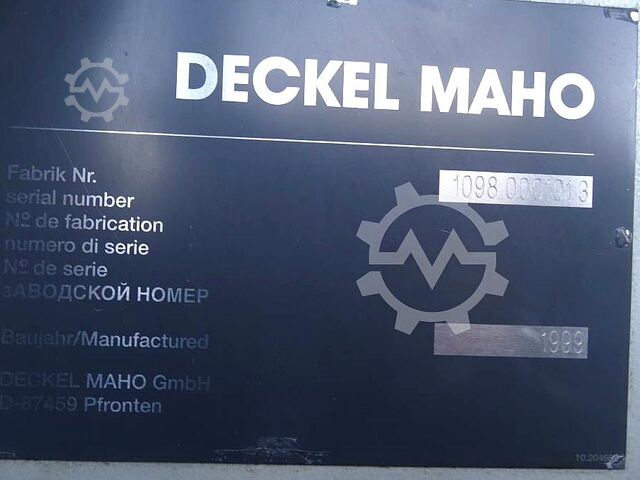 DECKEL MAHO
Fabrik Nr.
serial number
Nº de fabrication
numero di serie
Nº de serie
зАВОДСКОЙ НОМЕР
1098
Baujahr/Manufactured 1999
DECKEL MAHO GmbH
D-87459 Pfronten